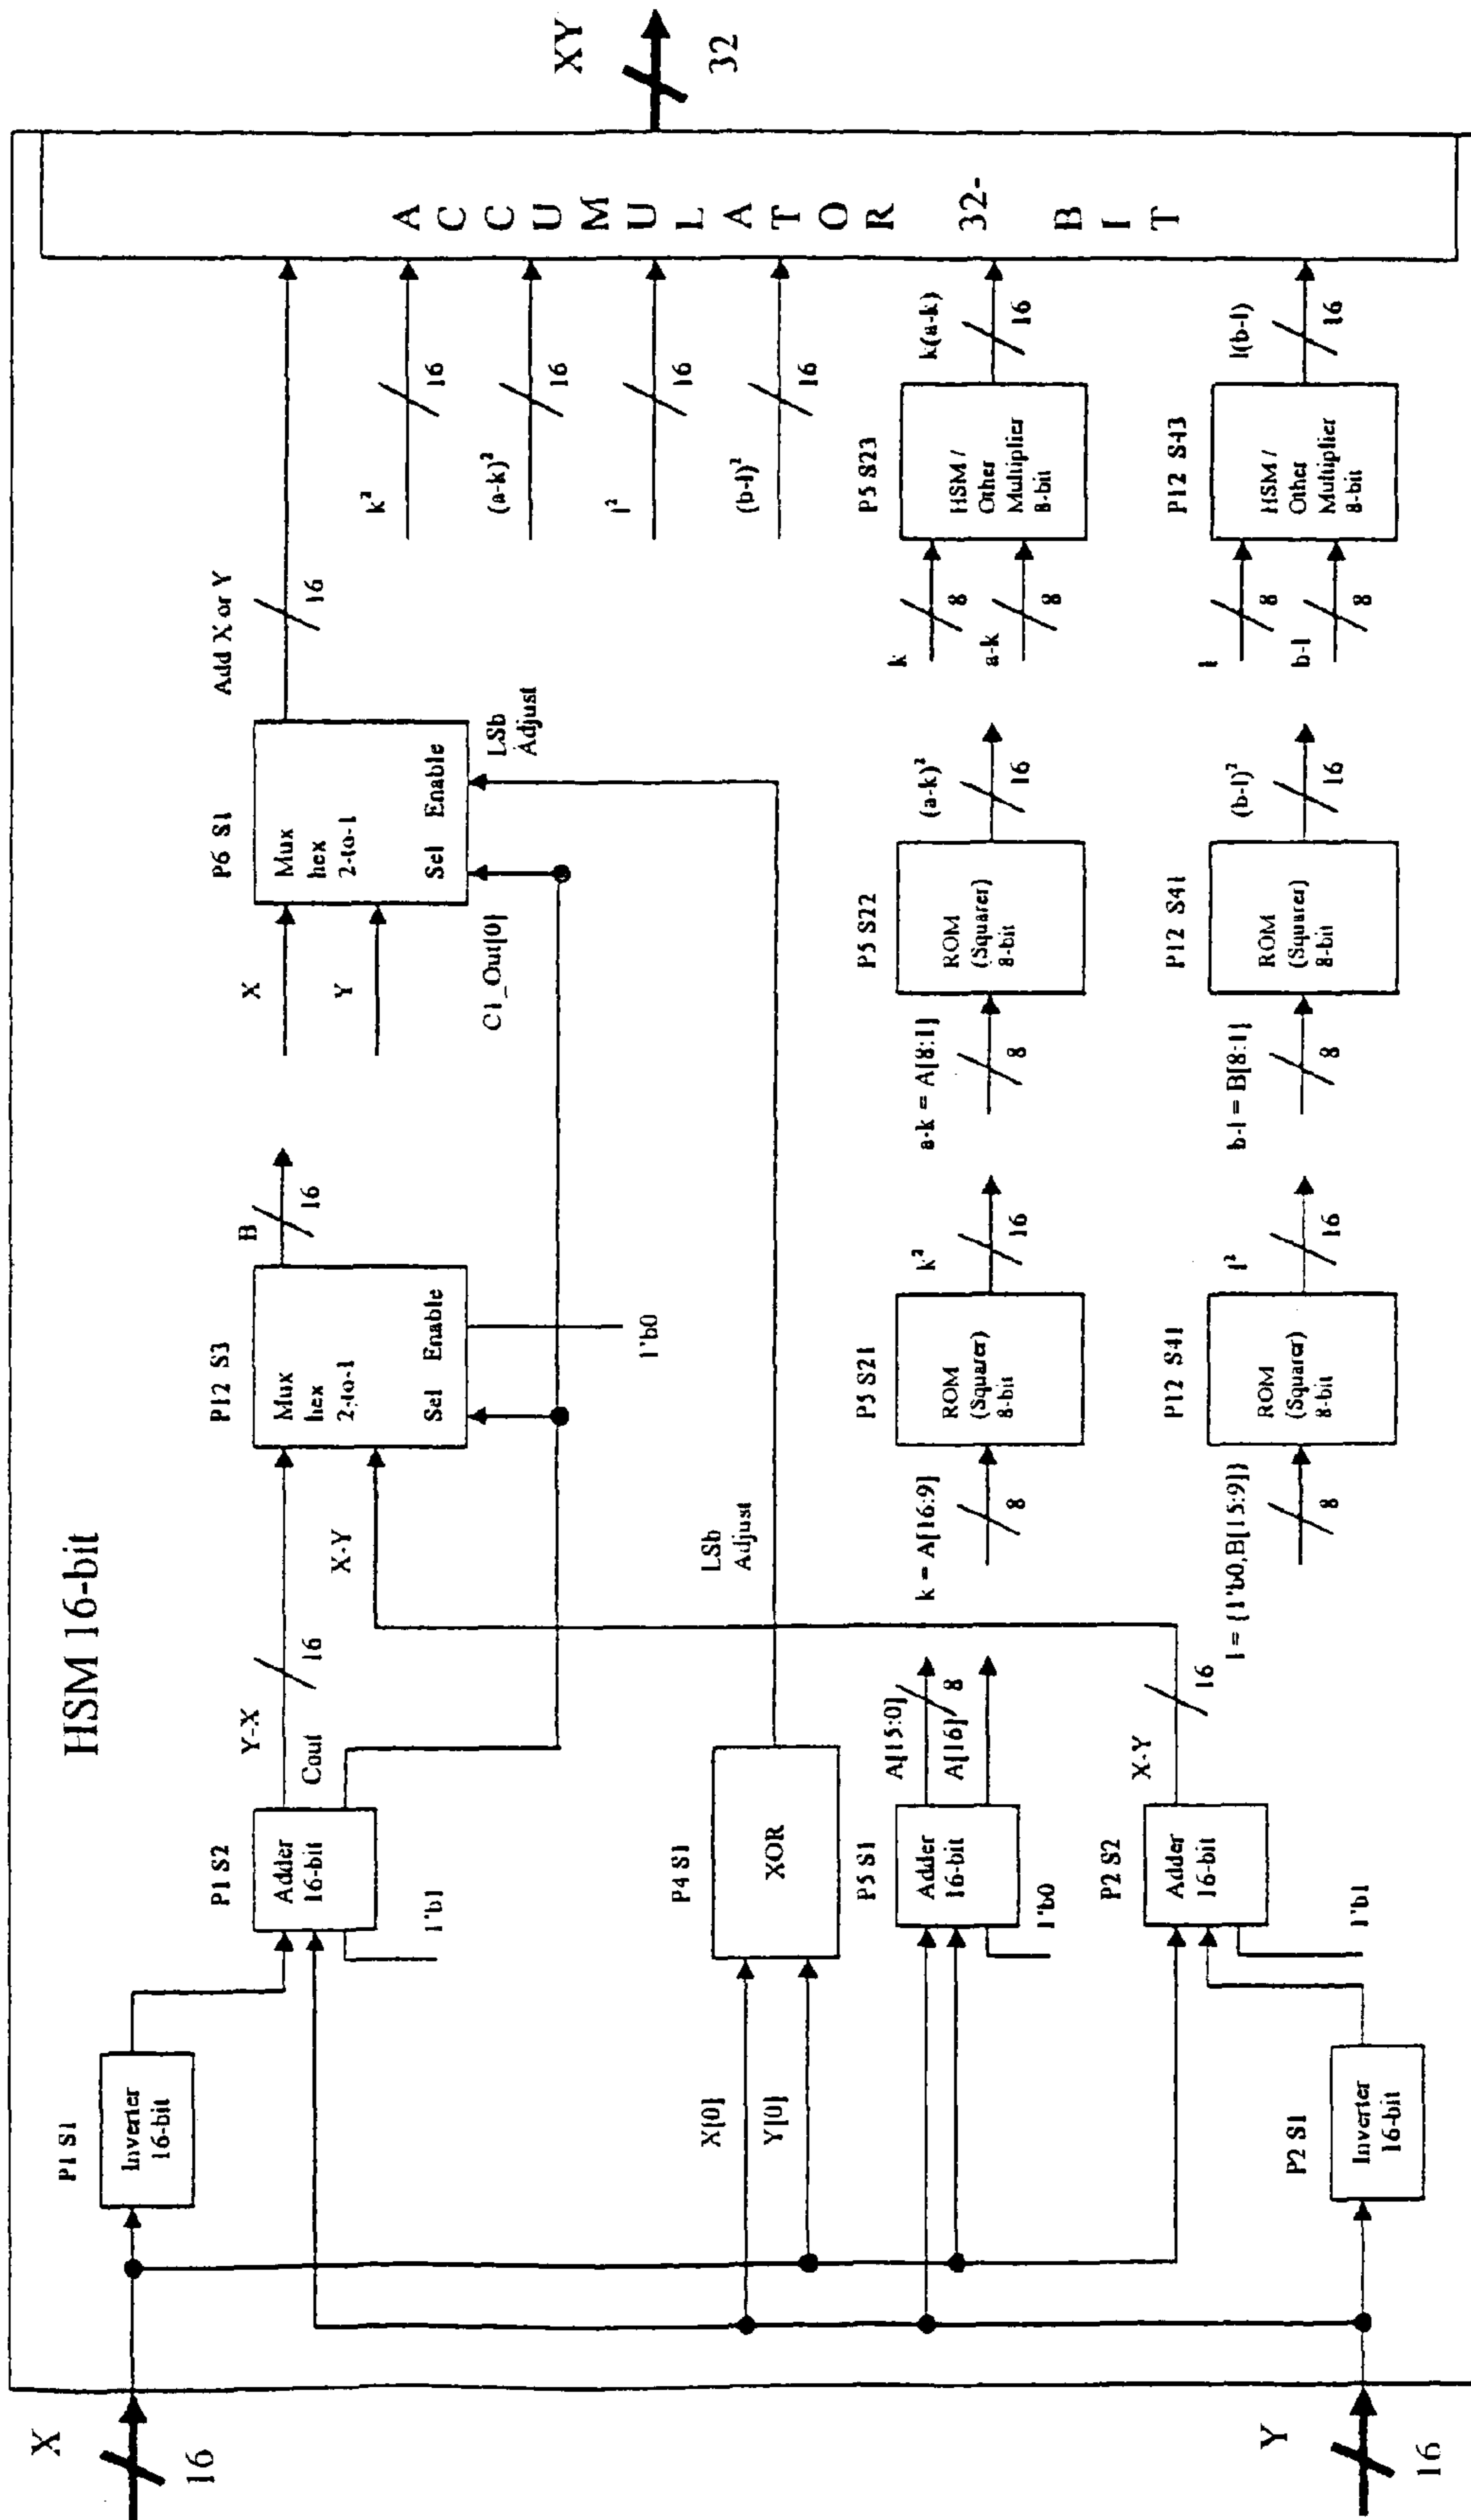 HSM 16-bit
X
16
Y
16
P1 S1
Inverter
16-bit
P1 S2
Adder
16-bit
1'b1
Y-X
16
Cout
X-Y
P12 S3
Mux
hex
2-to-1
Sel Enable
1'b0
B
16
X
Y
C1_Out[0]
P6 S1
Mux
hex
2-to-1
Sel Enable
LSb
Adjust
Add X or Y
16
X[0]
Y[0]
P4 S1
XOR
LSb
Adjust
P5 S1
Adder
16-bit
1'b0
A[15:0]
A[16]
8
P2 S1
Inverter
16-bit
P2 S2
Adder
16-bit
1'b1
X-Y
16
k = A[16:9]
8
P5 S21
ROM
(Squarer)
8-bit
k²
16
a-k = A[8:1]
8
P5 S22
ROM
(Squarer)
8-bit
(a-k)²
16
k
8
a-k
8
P5 S23
HSM /
Other
Multiplier
8-bit
k(a-k)
16
l = {1'b0,B[15:9]}
8
P12 S41
ROM
(Squarer)
8-bit
l²
16
b-l = B[8:1]
8
P12 S41
ROM
(Squarer)
8-bit
(b-l)²
16
l
8
b-l
8
P12 S43
HSM /
Other
Multiplier
8-bit
l(b-l)
16
k²
16
(a-k)²
16
l²
16
(b-l)²
16
ACCUMULATOR 32-BIT
XY
32